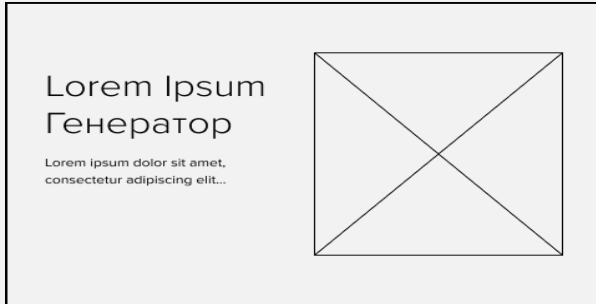 Lorem Ipsum
Генератор
Lorem ipsum dolor sit amet,
consectetur adipiscing elit...